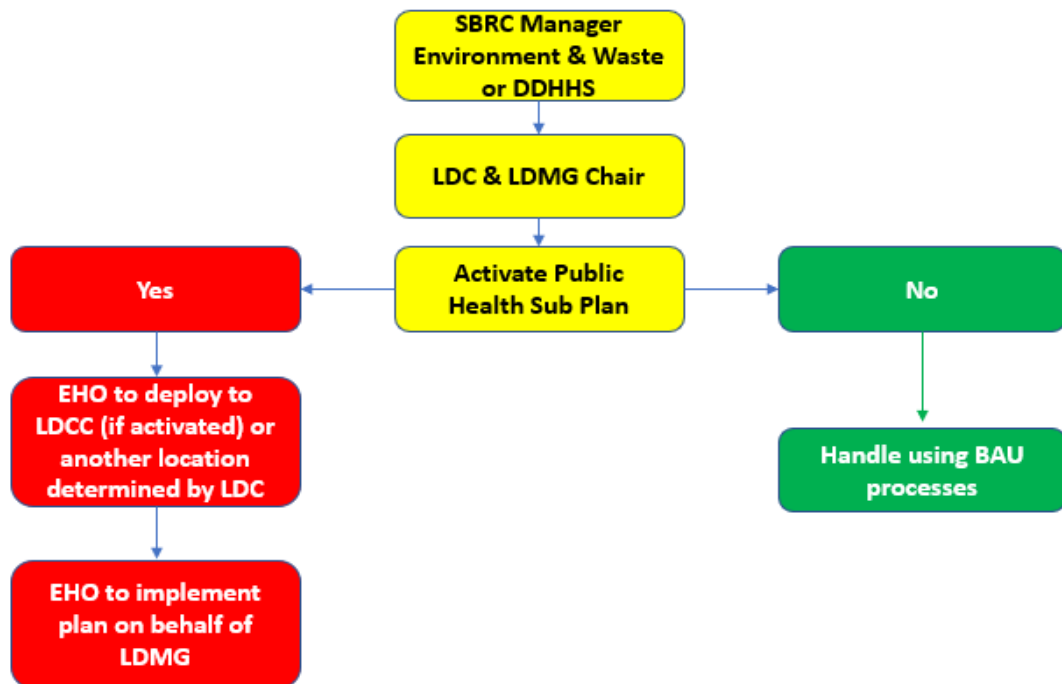 SBRC Manager
Environment & Waste
or DDHHS
LDC & LDMG Chair
Yes
Activate Public
Health Sub Plan
No
EHO to deploy to
LDCC (if activated) or
another location
determined by LDC
Handle using BAU
processes
EHO to implement
plan on behalf of
LDMG